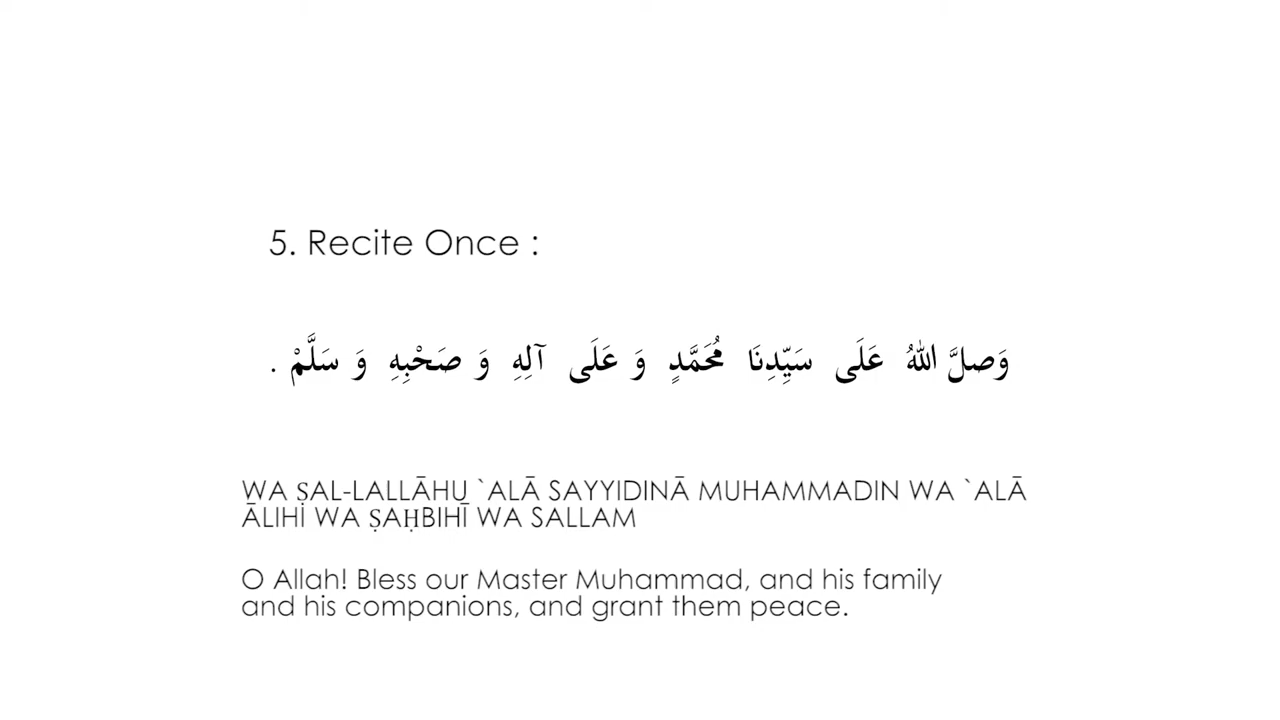 5. Recite Once :
وَصلَّ اللهُ عَلَى سَيِّدِنَا مُحَمَّدٍ وَ عَلَى آلِهِ وَ صَحْبِهِ وَ سَلَّمْ .
WA ṢAL-LALLĀHU `ALĀ SAYYIDINĀ MUHAMMADIN WA `ALĀ
ĀLIHI WA ṢAḤBIHĪ WA SALLAM
O Allah! Bless our Master Muhammad, and his family
and his companions, and grant them peace.